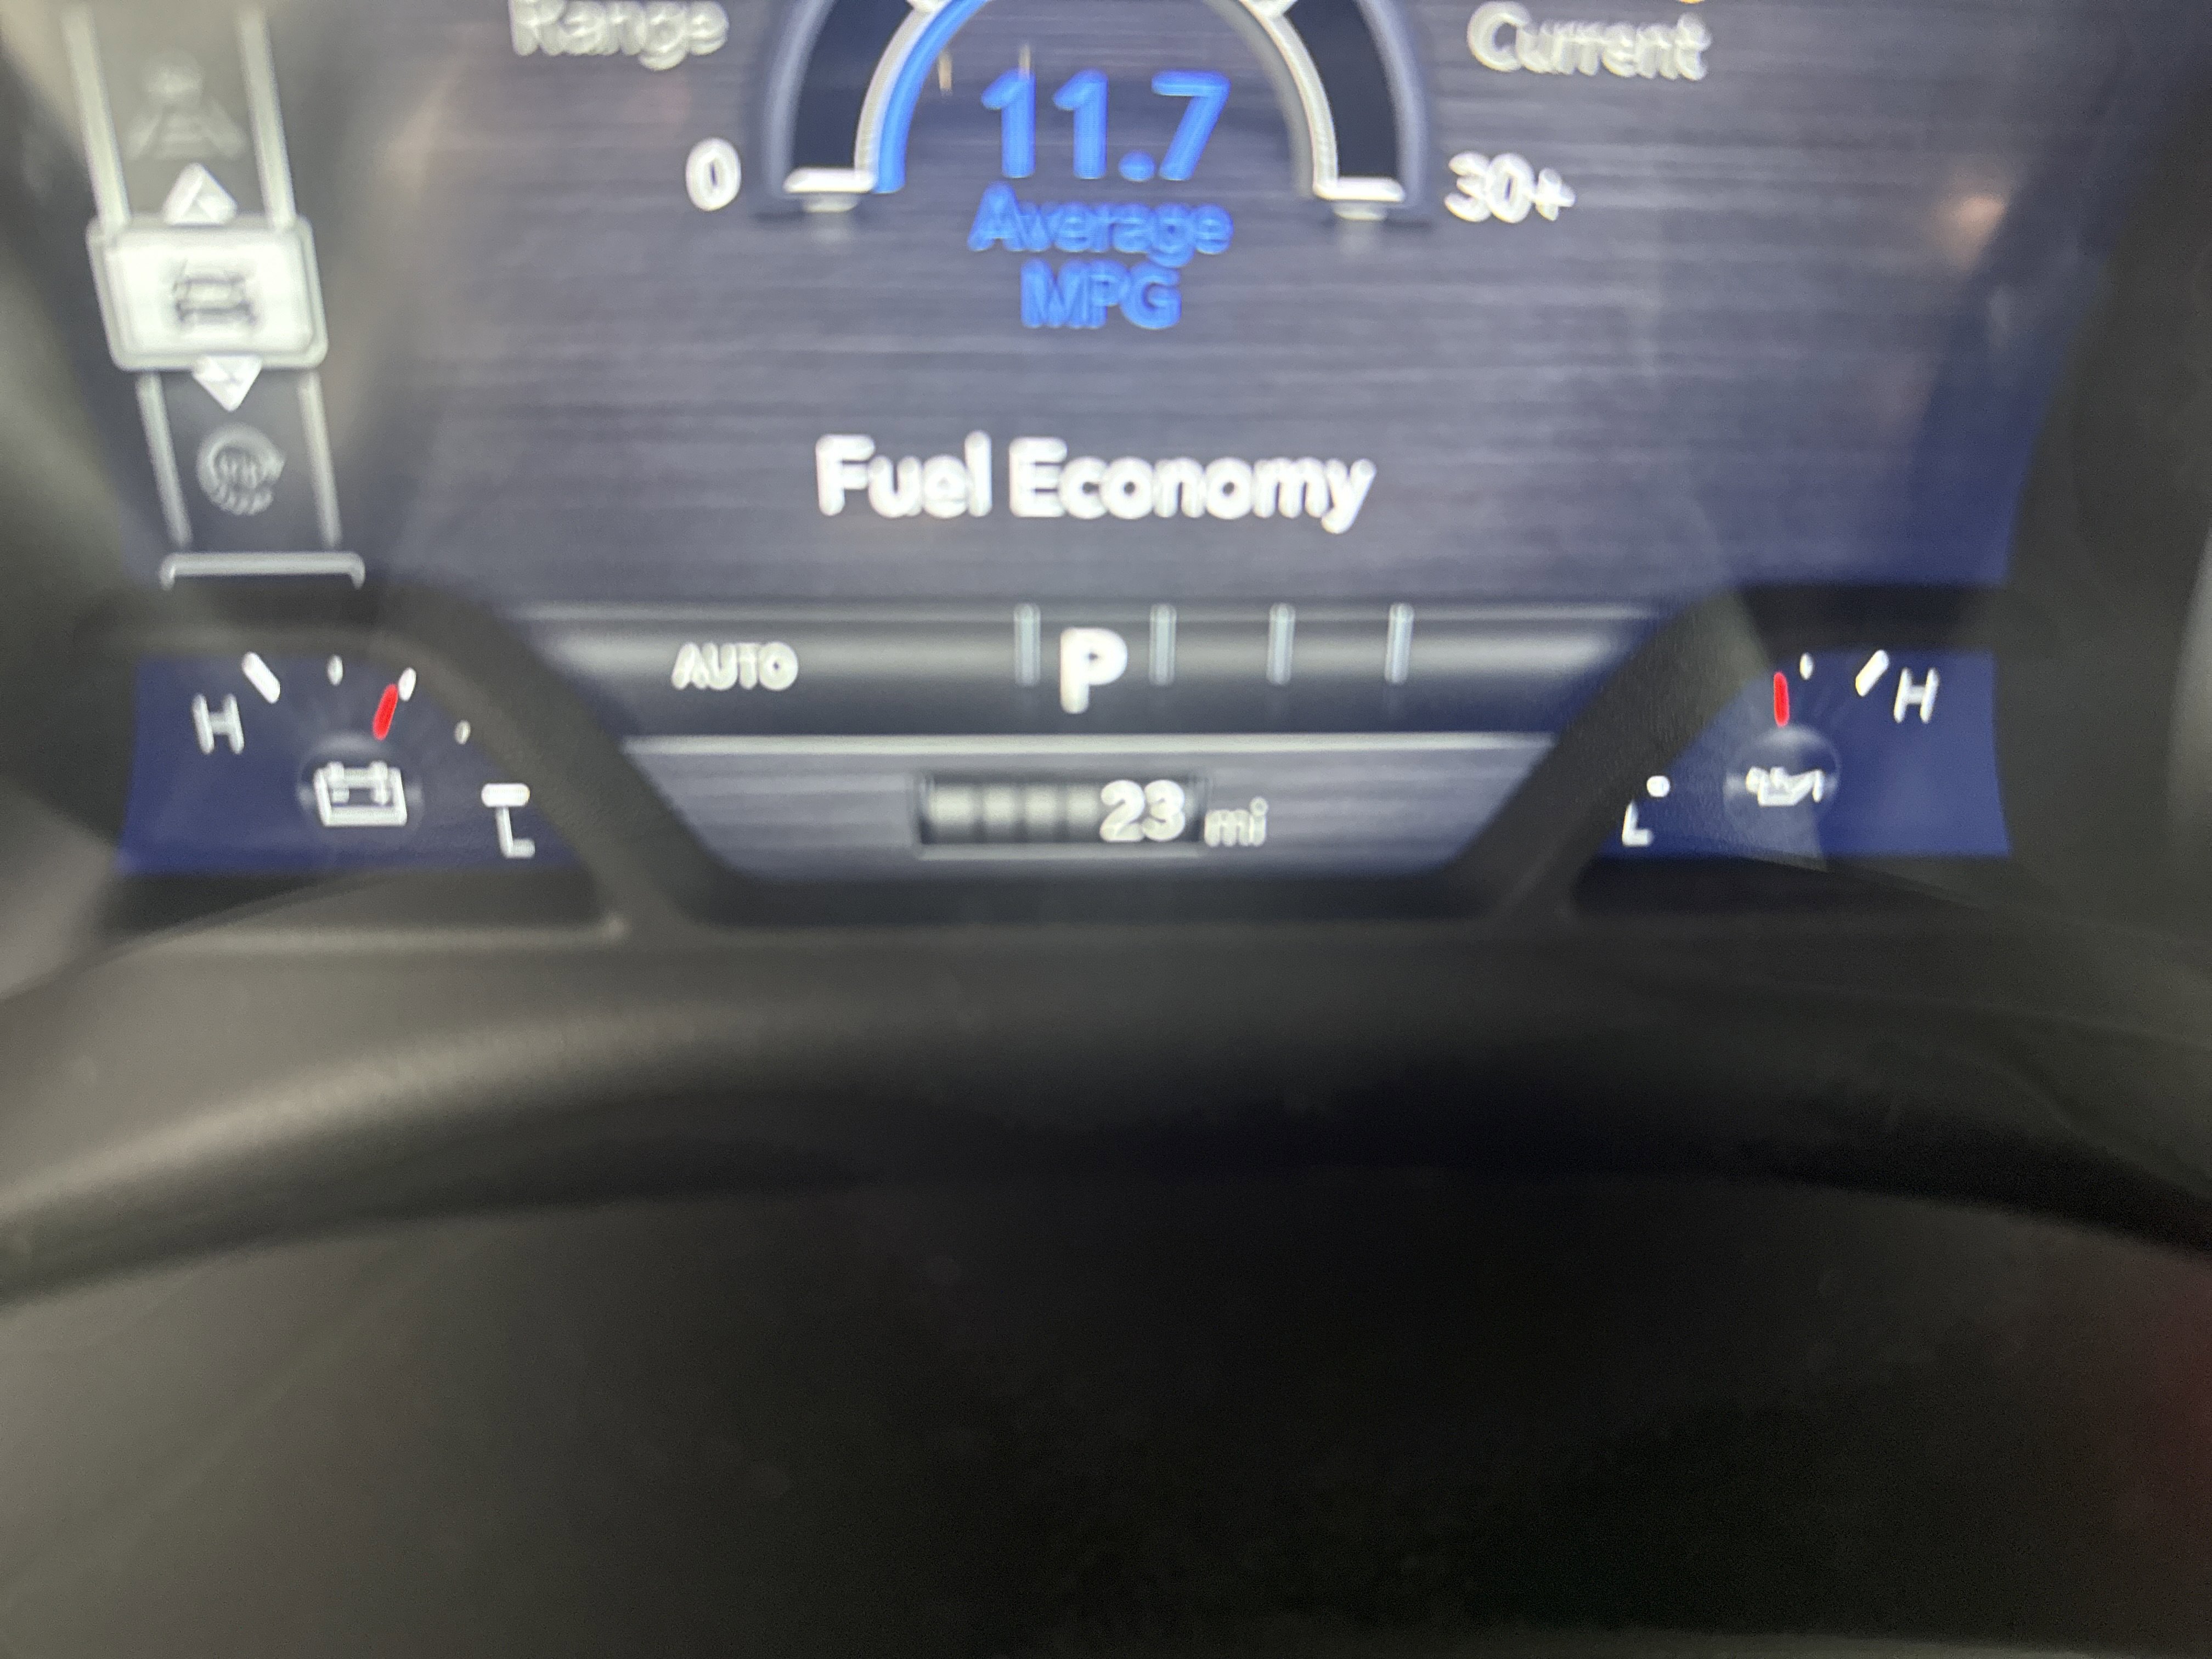 Range
Current
11.7
0
30+
Average
MPG
Fuel Economy
AUTO
P
H
H
23 mi
L
L